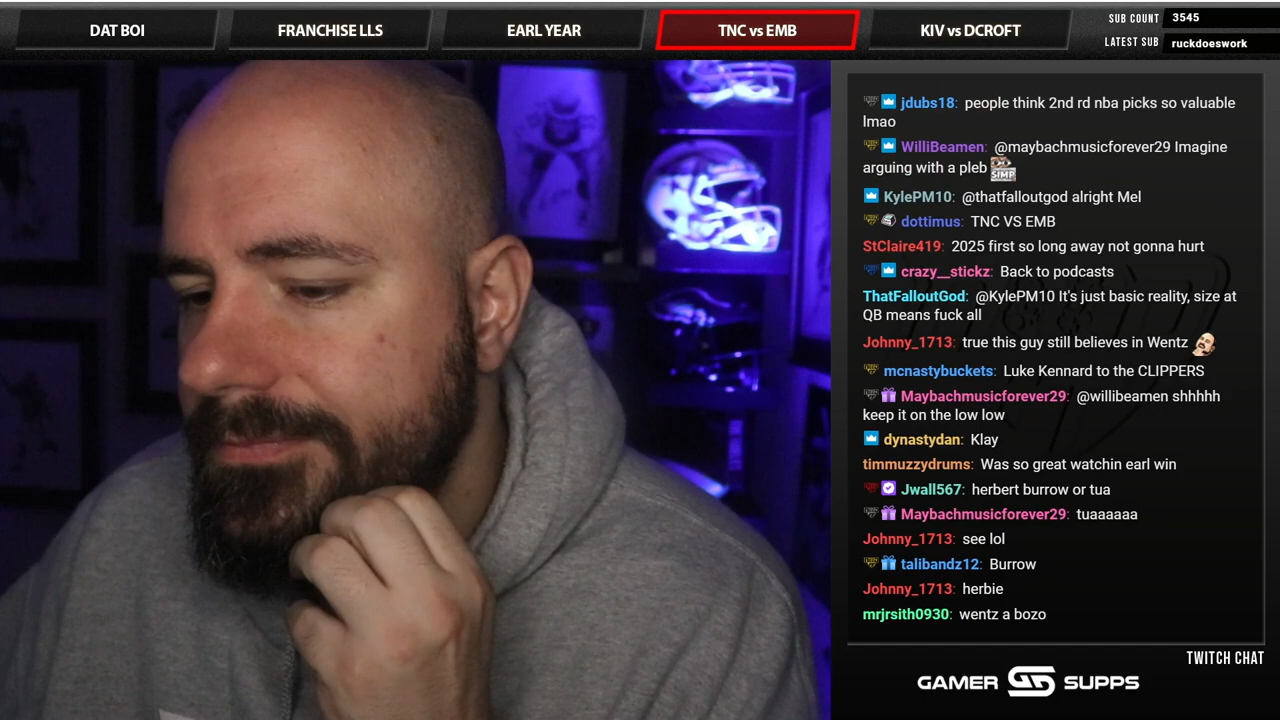 DAT BOI
FRANCHISE LLS
EARL YEAR
TNC vs EMB
KIV vs DCROFT
SUB COUNT 3545
LATEST SUB ruckdoeswork
jdubs18: people think 2nd rd nba picks so valuable
lmao
WilliBeamen: @maybachmusicforever29 Imagine
arguing with a pleb SIMP
KylePM10: @thatfalloutgod alright Mel
dottimus: TNC VS EMB
StClaire419: 2025 first so long away not gonna hurt
crazy__stickz: Back to podcasts
ThatFalloutGod: @KylePM10 It's just basic reality, size at
QB means fuck all
Johnny_1713: true this guy still believes in Wentz
mcnastybuckets: Luke Kennard to the CLIPPERS
Maybachmusicforever29: @willibeamen shhhhh
keep it on the low low
dynastydan: Klay
timmuzzydrums: Was so great watchin earl win
Jwall567: herbert burrow or tua
Maybachmusicforever29: tuaaaaaa
Johnny_1713: see lol
talibandz12: Burrow
Johnny_1713: herbie
mrjrsith0930: wentz a bozo
TWITCH CHAT
GAMER GS SUPPS